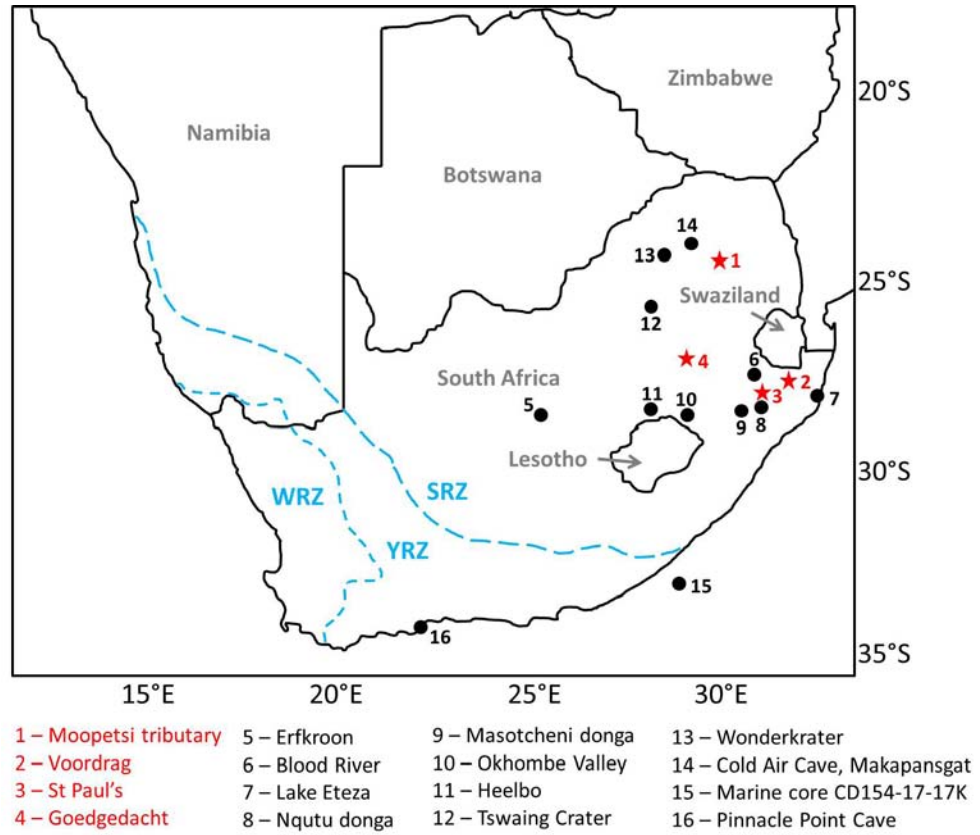 Zimbabwe
20°S
Namibia
Botswana
14
13
1
25°S
Swaziland
12
4
6
2
South Africa
3
7
5
11
10
9
8
Lesotho
30°S
WRZ
SRZ
YRZ
15
16
35°S
15°E 20°E 25°E 30°E
1 – Moopetsi tributary
2 – Voordrag
3 – St Paul's
4 – Goedgedacht
5 – Erfkroon
6 – Blood River
7 – Lake Eteza
8 – Nqutu donga
9 – Masotcheni donga
10 – Okhombe Valley
11 – Heelbo
12 – Tswaing Crater
13 – Wonderkrater
14 – Cold Air Cave, Makapansgat
15 – Marine core CD154-17-17K
16 – Pinnacle Point Cave